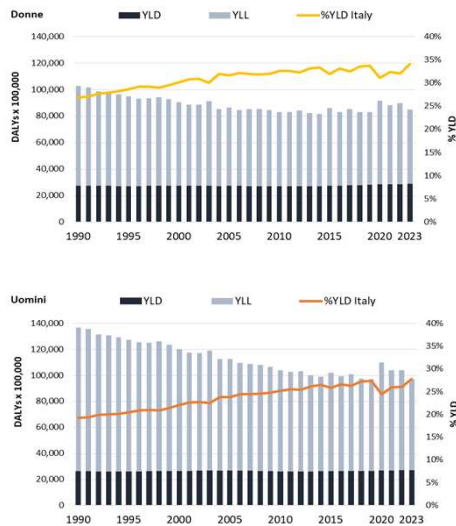 Donne
YLD YLL %YLD Italy
DALYs x 100,000
140,000 40%
120,000 35%
100,000 30%
80,000 25%
60,000 20%
40,000 15%
20,000 10%
0 5%
0%
% YLD
1990 1995 2000 2005 2010 2015 2020 2023
Uomini
YLD YLL %YLD Italy
DALYs x 100,000
140,000 40%
120,000 35%
100,000 30%
80,000 25%
60,000 20%
40,000 15%
20,000 10%
0 5%
0%
% YLD
1990 1995 2000 2005 2010 2015 2020 2023